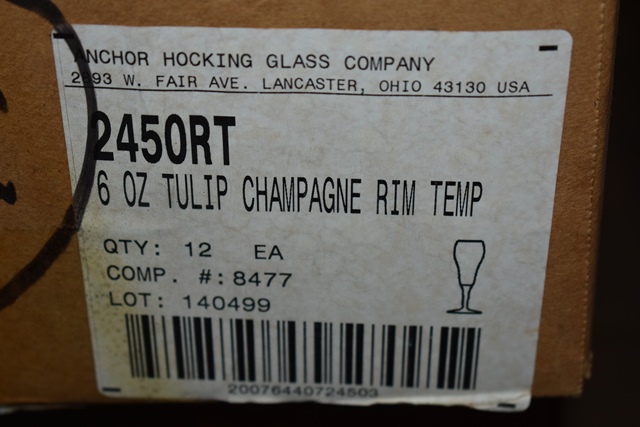 ANCHOR HOCKING GLASS COMPANY
2893 W. FAIR AVE. LANCASTER, OHIO 43130 USA
2450RT
6 OZ TULIP CHAMPAGNE RIM TEMP
QTY: 12 EA
COMP. #: 8477
LOT: 140499
20076440724503